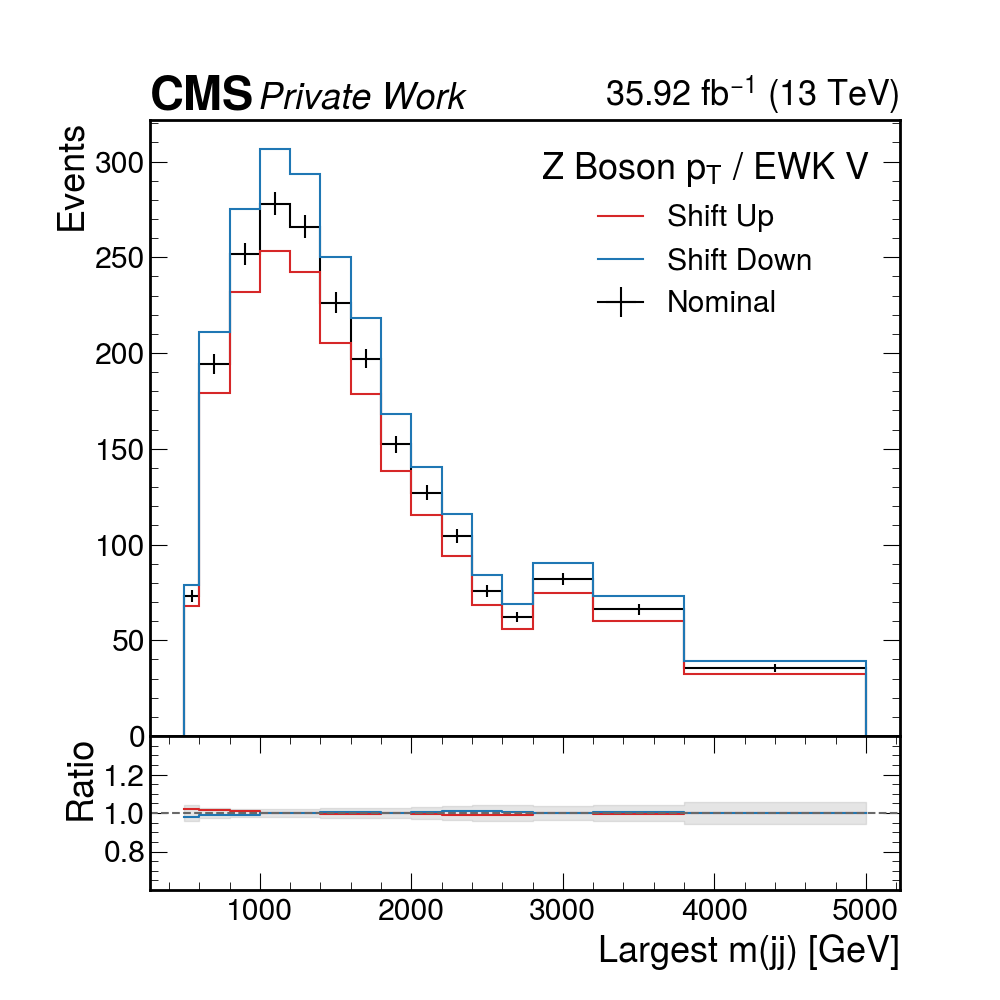 CMS Private Work 35.92 fb⁻¹ (13 TeV)
Events
300
250
200
150
100
50
0
Z Boson p_T / EWK V
Shift Up
Shift Down
Nominal
Ratio
1.2
1.0
0.8
1000 2000 3000 4000 5000
Largest m(jj) [GeV]